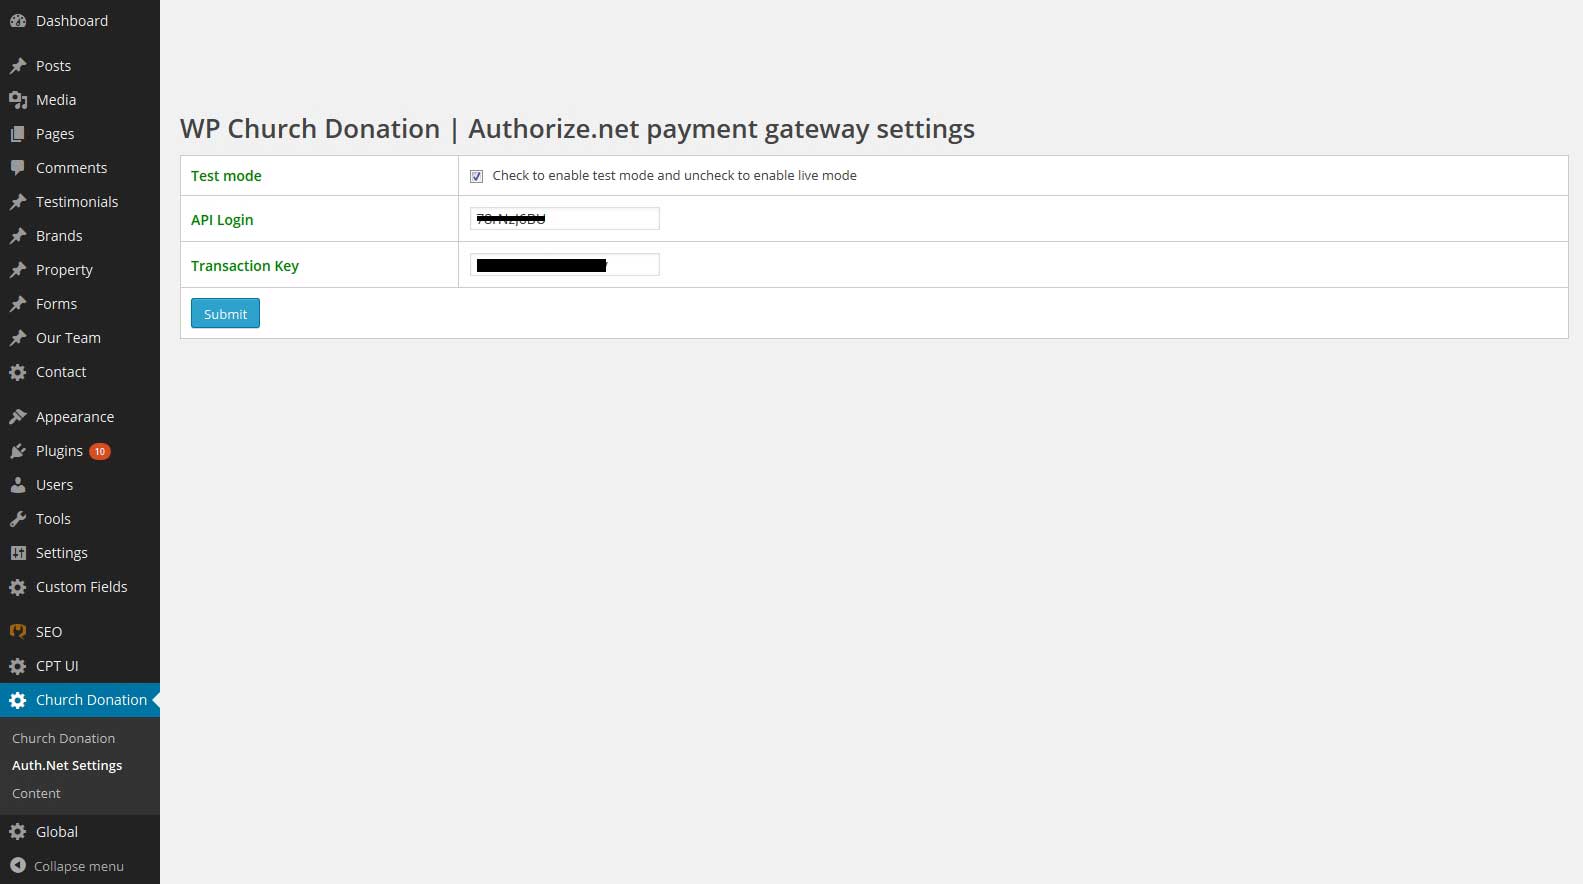 Dashboard
Posts
Media
Pages
Comments
Testimonials
Brands
Property
Forms
Our Team
Contact
Appearance
Plugins 10
Users
Tools
Settings
Custom Fields
SEO
CPT UI
Church Donation
Church Donation
Auth.Net Settings
Content
Global
Collapse menu
WP Church Donation | Authorize.net payment gateway settings
Test mode
Check to enable test mode and uncheck to enable live mode
API Login
Transaction Key
Submit